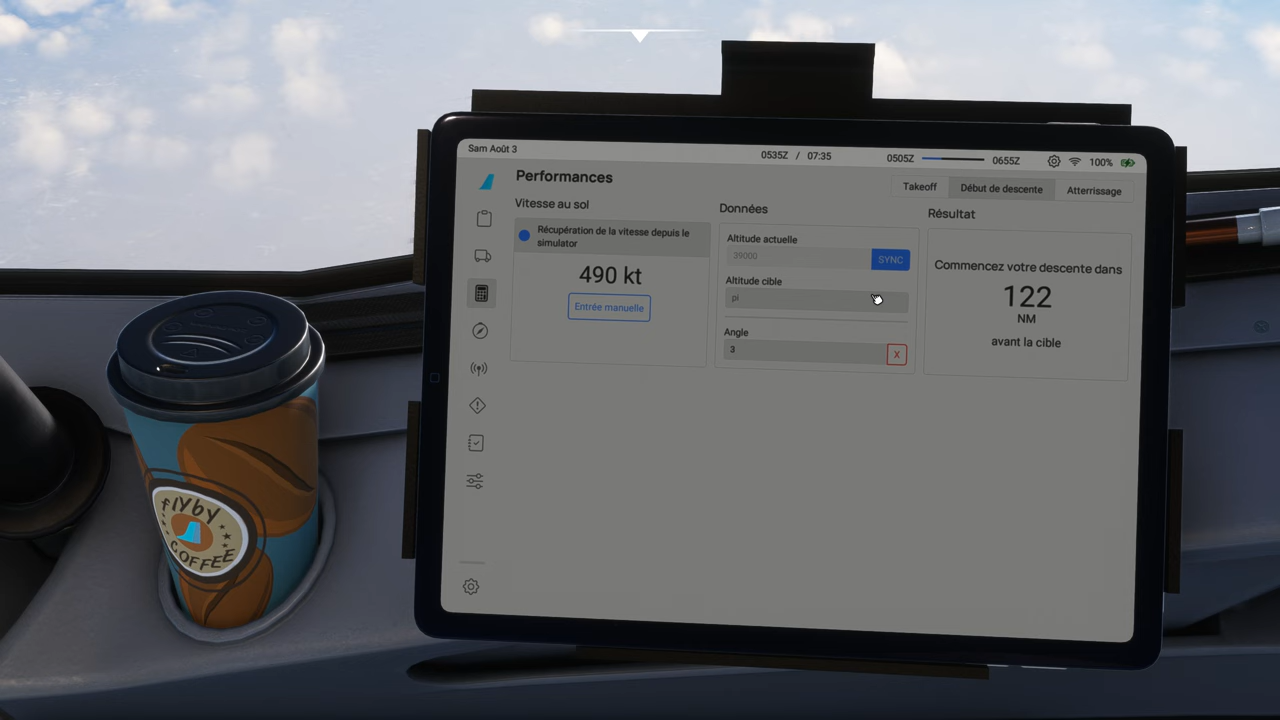 Sam Août 3
0535Z / 07:35
0505Z
0655Z
100%
Performances
Takeoff
Début de descente
Atterrissage
Vitesse au sol
Récupération de la vitesse depuis le
simulator
490 kt
Entrée manuelle
Données
Altitude actuelle
39000
SYNC
Altitude cible
pi
Angle
3
X
Résultat
Commencez votre descente dans
122
NM
avant la cible
flyby
COFFEE